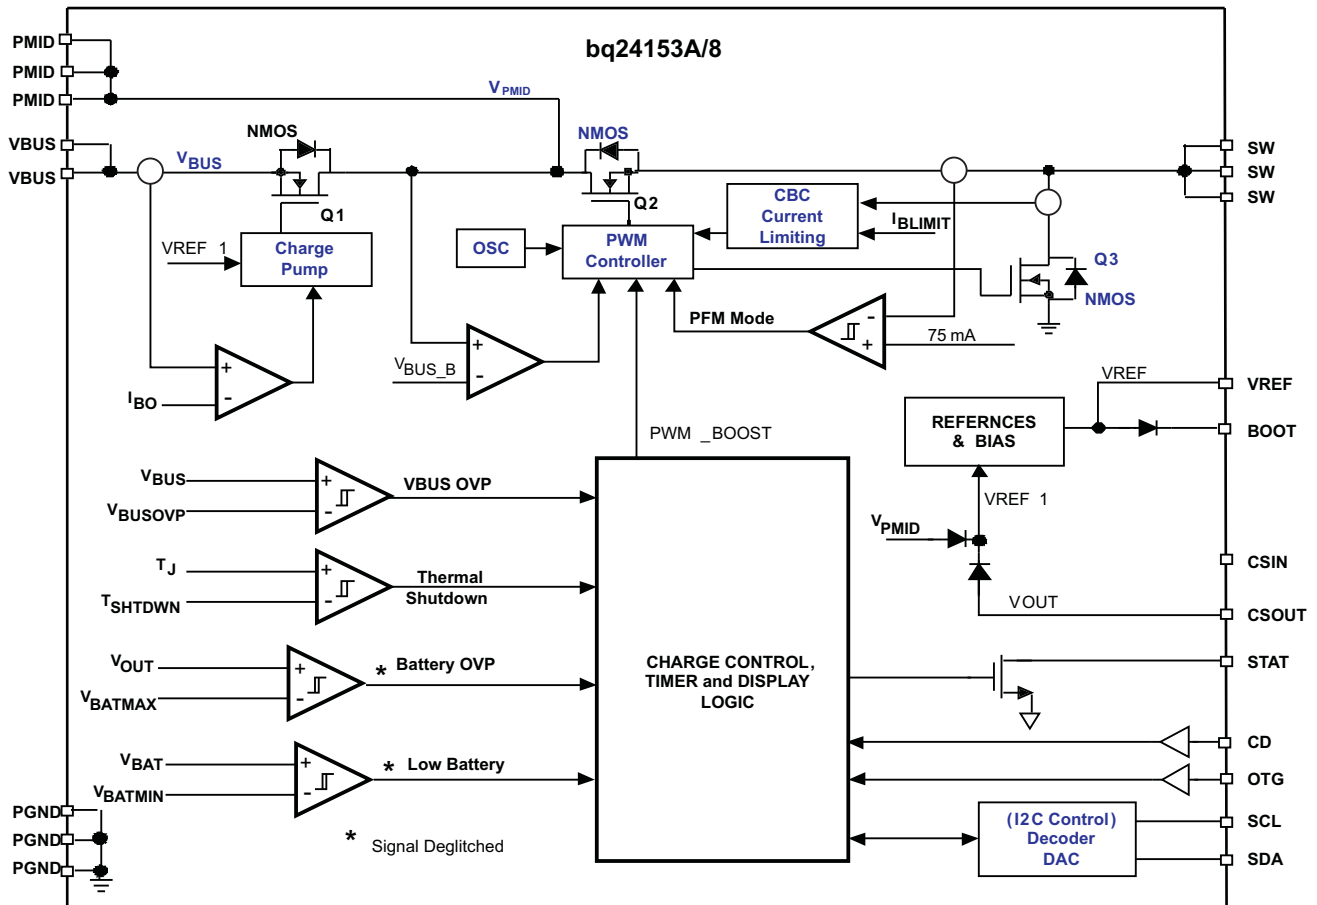 bq24153A/8
PMID
PMID
PMID
VBUS
VBUS
VPMID
VBUS
NMOS
Q1
VREF 1
Charge
Pump
IBO
+
-
NMOS
Q2
OSC
PWM
Controller
CBC
Current
Limiting
IBLIMIT
Q3
NMOS
SW
SW
SW
VBUS_B
+
-
PFM Mode
-
+
75 mA
PWM _BOOST
VREF
VREF
BOOT
REFERNCES
& BIAS
VREF 1
VPMID
VOUT
CSIN
CSOUT
VBUS
VBUSOVP
+
-
VBUS OVP
TJ
TSHTDWN
+
-
Thermal
Shutdown
VOUT
VBATMAX
+
-
* Battery OVP
VBAT
VBATMIN
+
-
* Low Battery
* Signal Deglitched
CHARGE CONTROL,
TIMER and DISPLAY
LOGIC
STAT
CD
OTG
(I2C Control)
Decoder
DAC
SCL
SDA
PGND
PGND
PGND